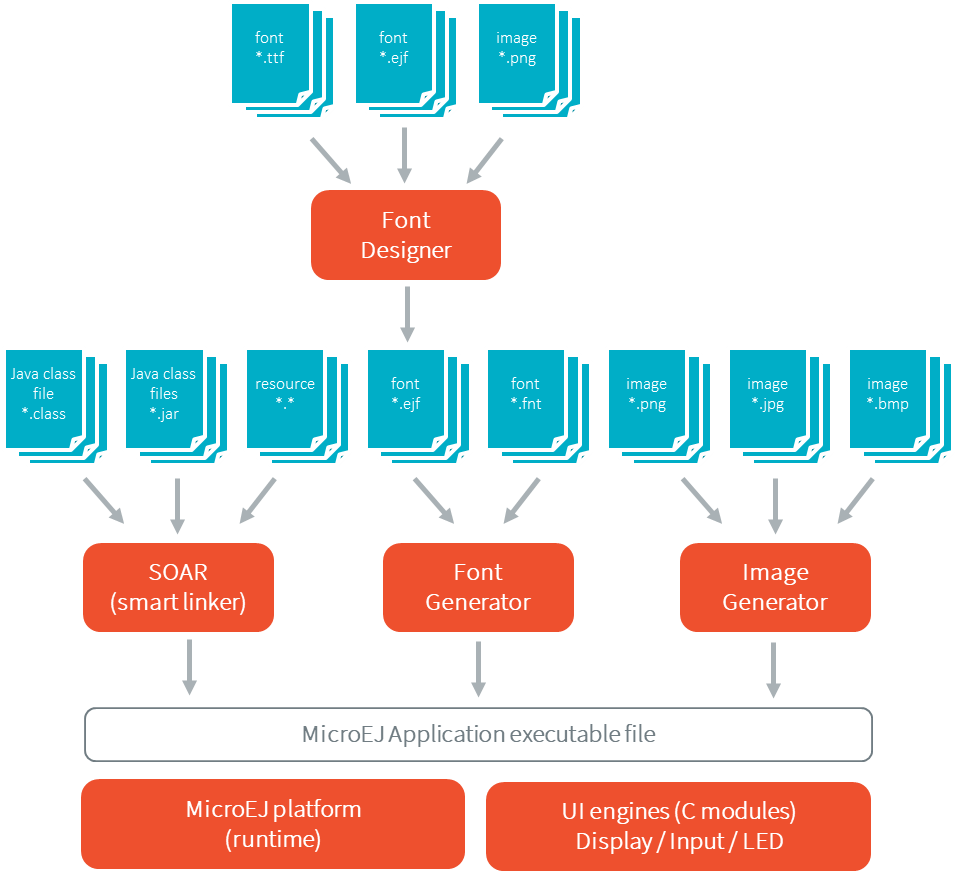 font
*.ttf
font
*.ejf
image
*.png
Font
Designer
Java class
file
*.class
Java class
files
*.jar
resource
*.*
font
*.ejf
font
*.fnt
image
*.png
image
*.jpg
image
*.bmp
SOAR
(smart linker)
Font
Generator
Image
Generator
MicroEJ Application executable file
MicroEJ platform
(runtime)
UI engines (C modules)
Display / Input / LED